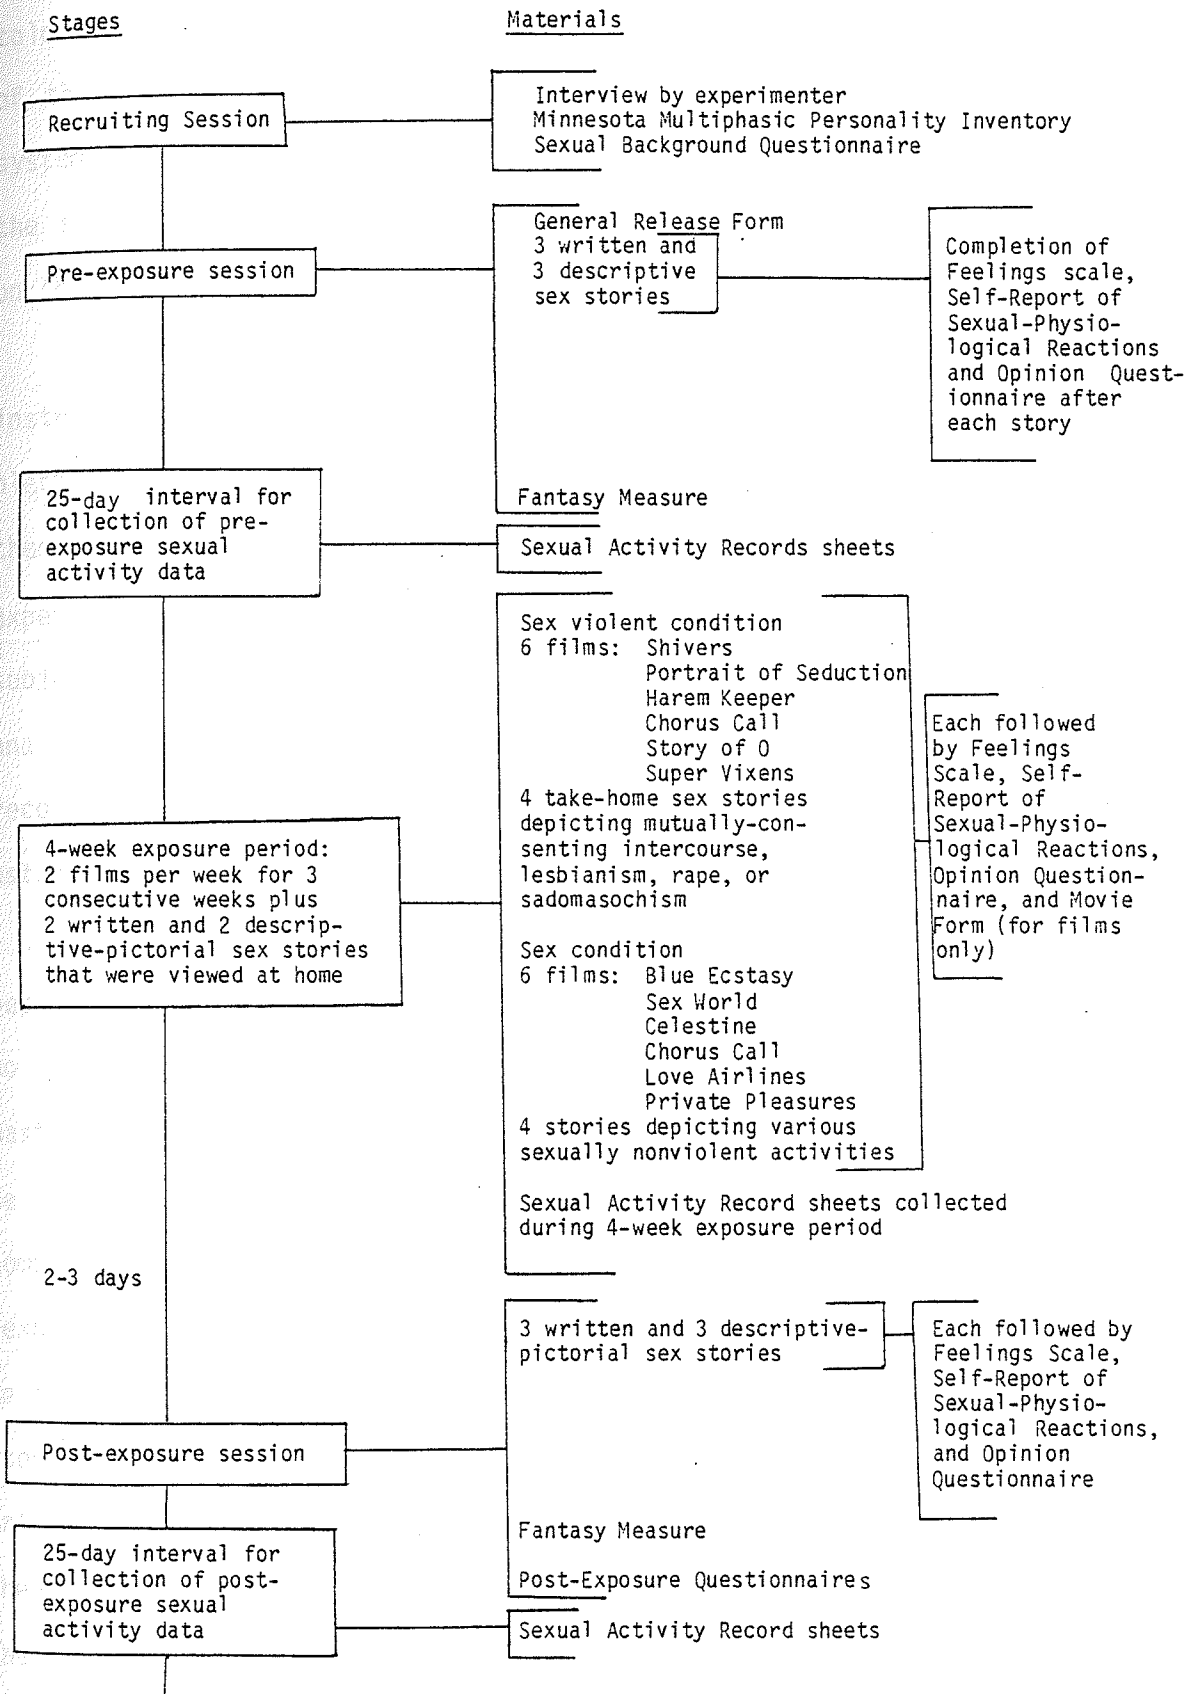 Stages
Materials
Recruiting Session
Interview by experimenter
Minnesota Multiphasic Personality Inventory
Sexual Background Questionnaire
Pre-exposure session
General Release Form
3 written and
3 descriptive
sex stories
Completion of
Feelings scale,
Self-Report of
Sexual-Physio-
logical Reactions
and Opinion Quest-
ionnaire after
each story
Fantasy Measure
25-day interval for
collection of pre-
exposure sexual
activity data
Sexual Activity Records sheets
4-week exposure period:
2 films per week for 3
consecutive weeks plus
2 written and 2 descrip-
tive-pictorial sex stories
that were viewed at home
Sex violent condition
6 films: Shivers
Portrait of Seduction
Harem Keeper
Chorus Call
Story of O
Super Vixens
4 take-home sex stories
depicting mutually-con-
senting intercourse,
lesbianism, rape, or
sadomasochism
Sex condition
6 films: Blue Ecstasy
Sex World
Celestine
Chorus Call
Love Airlines
Private Pleasures
4 stories depicting various
sexually nonviolent activities
Each followed
by Feelings
Scale, Self-
Report of
Sexual-Physio-
logical Reactions,
Opinion Question-
naire, and Movie
Form (for films
only)
Sexual Activity Record sheets collected
during 4-week exposure period
2-3 days
Post-exposure session
3 written and 3 descriptive-
pictorial sex stories
Each followed by
Feelings Scale,
Self-Report of
Sexual-Physio-
logical Reactions,
and Opinion
Questionnaire
Fantasy Measure
Post-Exposure Questionnaires
25-day interval for
collection of post-
exposure sexual
activity data
Sexual Activity Record sheets